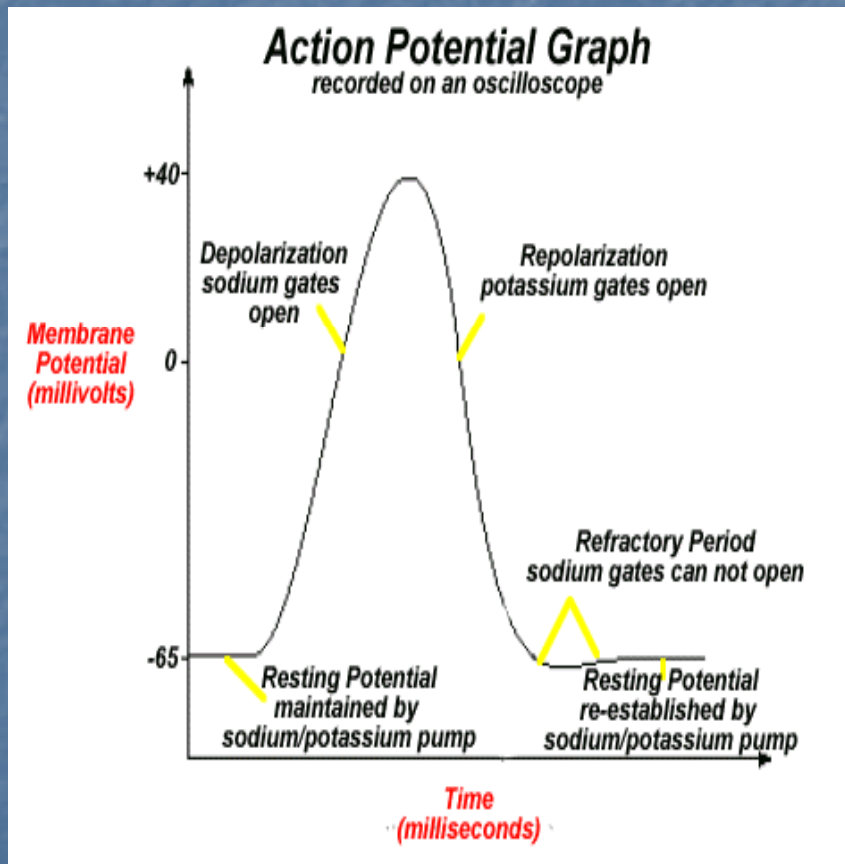 Action Potential Graph
recorded on an oscilloscope
+40
Depolarization
sodium gates
open
Repolarization
potassium gates open
Membrane
Potential
(millivolts)
0
Refractory Period
sodium gates can not open
-65
Resting Potential
maintained by
sodium/potassium pump
Resting Potential
re-established by
sodium/potassium pump
Time
(milliseconds)